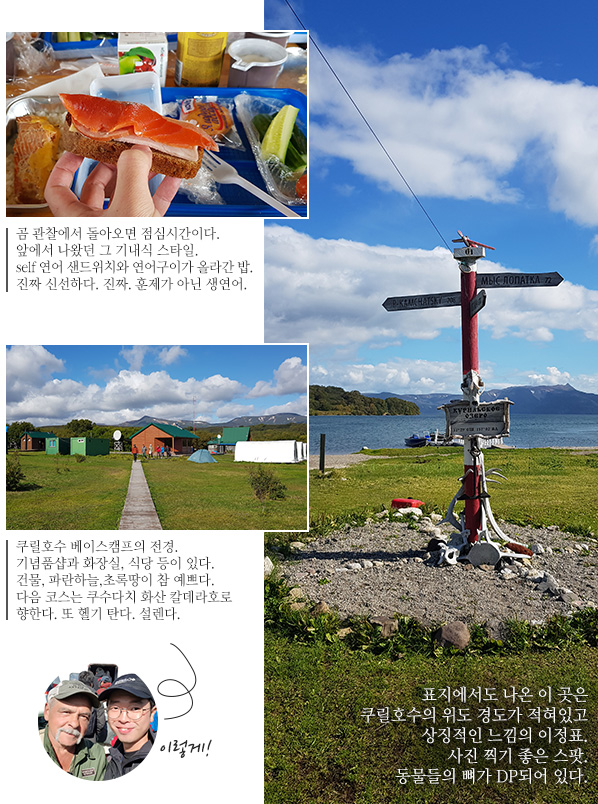 곰 관찰에서 돌아오면 점심시간이다.
앞에서 나왔던 그 기내식 스타일.
self 연어 샌드위치와 연어구이가 올라간 밥.
진짜 신선하다. 진짜. 훈제가 아닌 생연어.
쿠릴호수 베이스캠프의 전경.
기념품샵과 화장실, 식당 등이 있다.
건물, 파란하늘,초록땅이 참 예쁘다.
다음 코스는 쿠수다치 화산 칼데라호로
향한다. 또 헬기 탄다. 설렌다.
이렇게!
01
МЫС ЛОПАТКА 72
КУРИЛЬСКОЕ
ОЗЕРО
표지에서도 나온 이 곳은
쿠릴호수의 위도 경도가 적혀있고
상징적인 느낌의 이정표.
사진 찍기 좋은 스팟.
동물들의 뼈가 DP되어 있다.